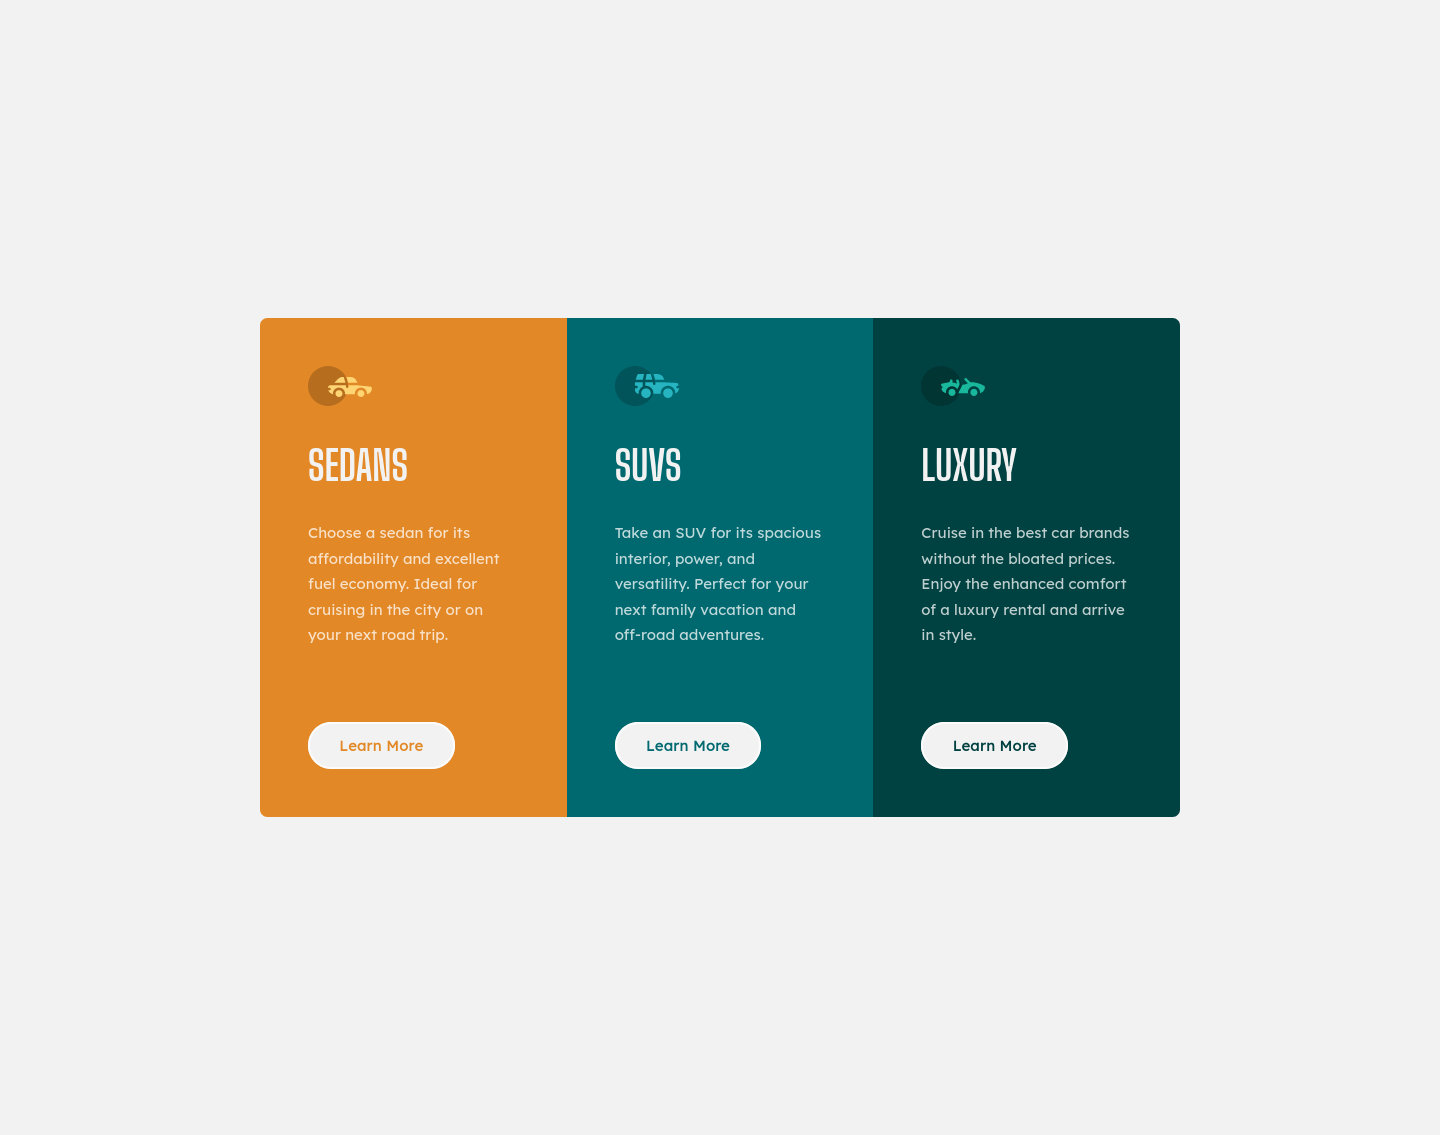 SEDANS
Choose a sedan for its
affordability and excellent
fuel economy. Ideal for
cruising in the city or on
your next road trip.
Learn More
SUVS
Take an SUV for its spacious
interior, power, and
versatility. Perfect for your
next family vacation and
off-road adventures.
Learn More
LUXURY
Cruise in the best car brands
without the bloated prices.
Enjoy the enhanced comfort
of a luxury rental and arrive
in style.
Learn More